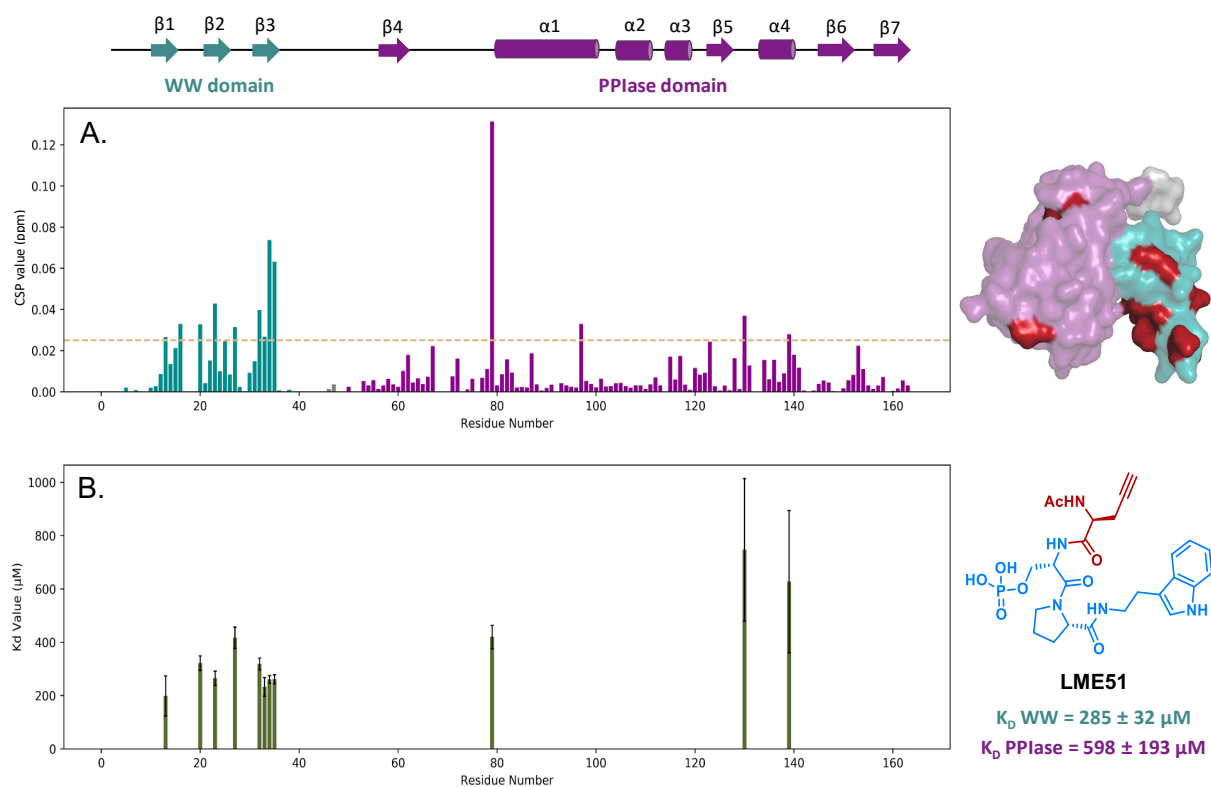 β1 β2 β3 β4 α1 α2 α3 β5 α4 β6 β7
WW domain PPIase domain
A.
0.12
0.10
0.08
0.06
0.04
0.02
0.00
CSP value (ppm)
0 20 40 60 80 100 120 140 160
Residue Number
B.
1000
800
600
400
200
0
Kd Value (μM)
0 20 40 60 80 100 120 140 160
Residue Number
AcHN
O
HN
OH
HO P O
O
O
N
HN
O
NH
LME51
K_D WW = 285 ± 32 μM
K_D PPIase = 598 ± 193 μM